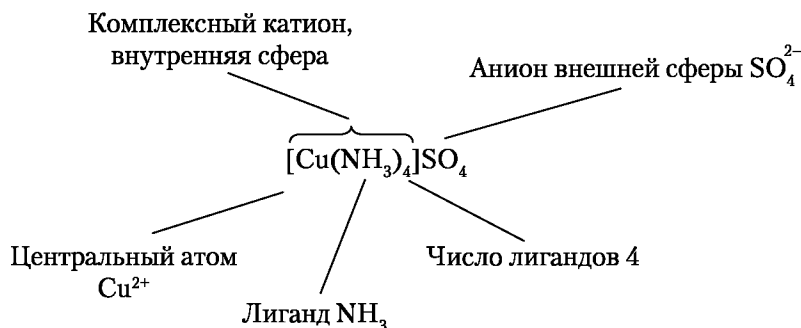 Комплексный катион,
внутренняя сфера
Анион внешней сферы SO₄²⁻
[Cu(NH₃)₄]SO₄
Центральный атом
Cu²⁺
Число лигандов 4
Лиганд NH₃